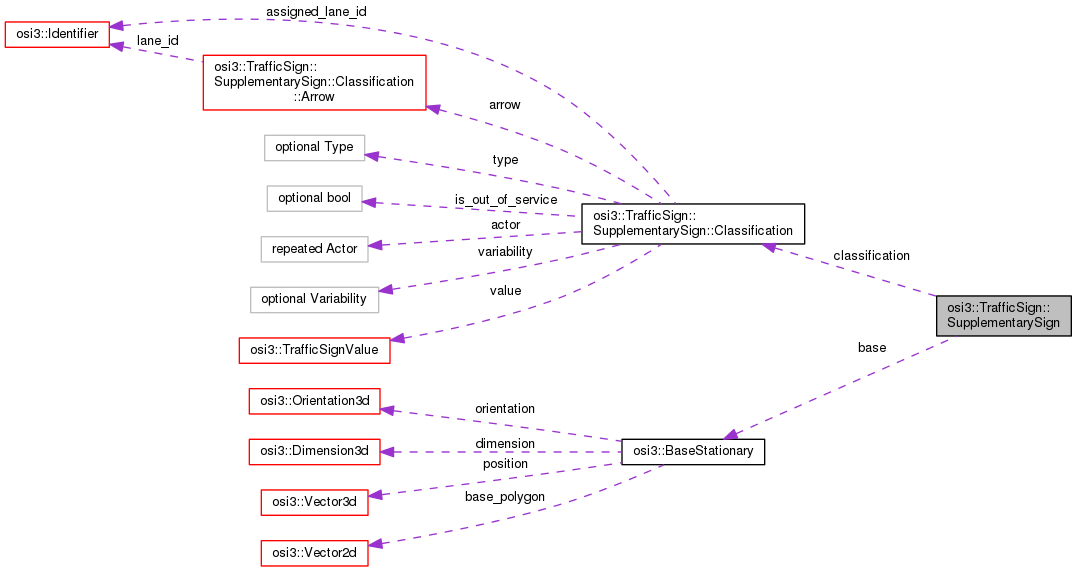 assigned_lane_id
osi3::Identifier
lane_id
osi3::TrafficSign::
SupplementarySign::Classification
::Arrow
arrow
optional Type
type
optional bool
is_out_of_service
osi3::TrafficSign::
SupplementarySign::Classification
repeated Actor
actor
variability
classification
optional Variability
value
osi3::TrafficSign::
SupplementarySign
osi3::TrafficSignValue
base
osi3::Orientation3d
orientation
osi3::Dimension3d
dimension
osi3::BaseStationary
position
osi3::Vector3d
base_polygon
osi3::Vector2d